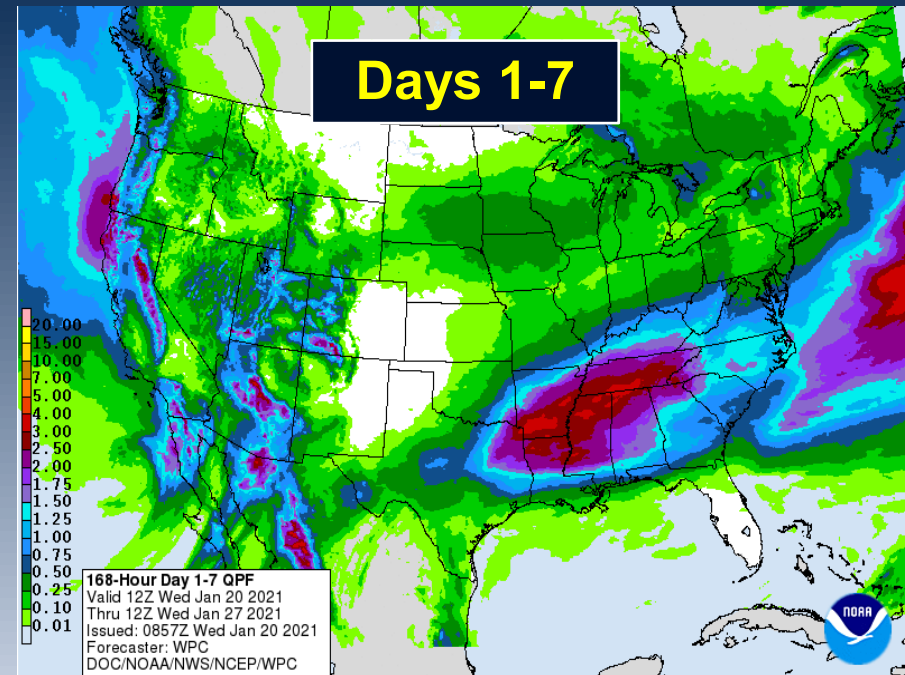 Days 1-7
20.00
15.00
10.00
7.00
5.00
4.00
3.00
2.50
2.00
1.75
1.50
1.25
1.00
0.75
0.50
0.25
0.10
0.01
168-Hour Day 1-7 QPF
Valid 12Z Wed Jan 20 2021
Thru 12Z Wed Jan 27 2021
Issued: 0857Z Wed Jan 20 2021
Forecaster: WPC
DOC/NOAA/NWS/NCEP/WPC
NOAA